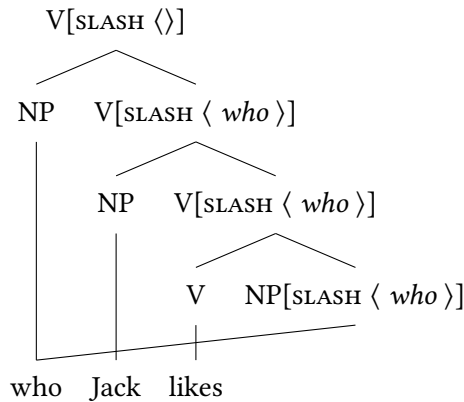 V[SLASH ⟨⟩]
NP V[SLASH ⟨ who ⟩]
NP V[SLASH ⟨ who ⟩]
V NP[SLASH ⟨ who ⟩]
who Jack likes